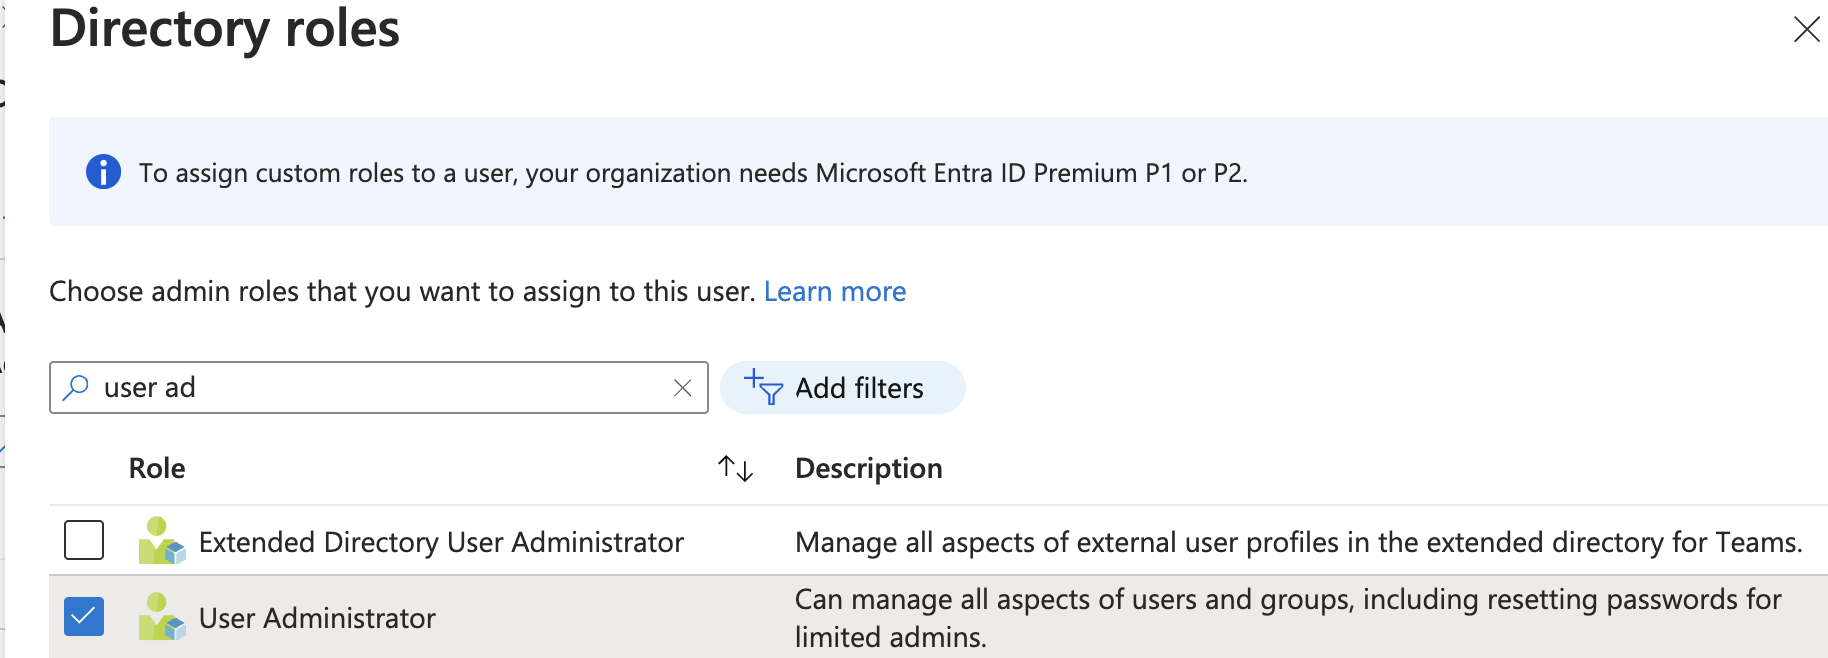 Directory roles
To assign custom roles to a user, your organization needs Microsoft Entra ID Premium P1 or P2.
Choose admin roles that you want to assign to this user. Learn more
user ad
Add filters
Role
Description
Extended Directory User Administrator
Manage all aspects of external user profiles in the extended directory for Teams.
User Administrator
Can manage all aspects of users and groups, including resetting passwords for
limited admins.